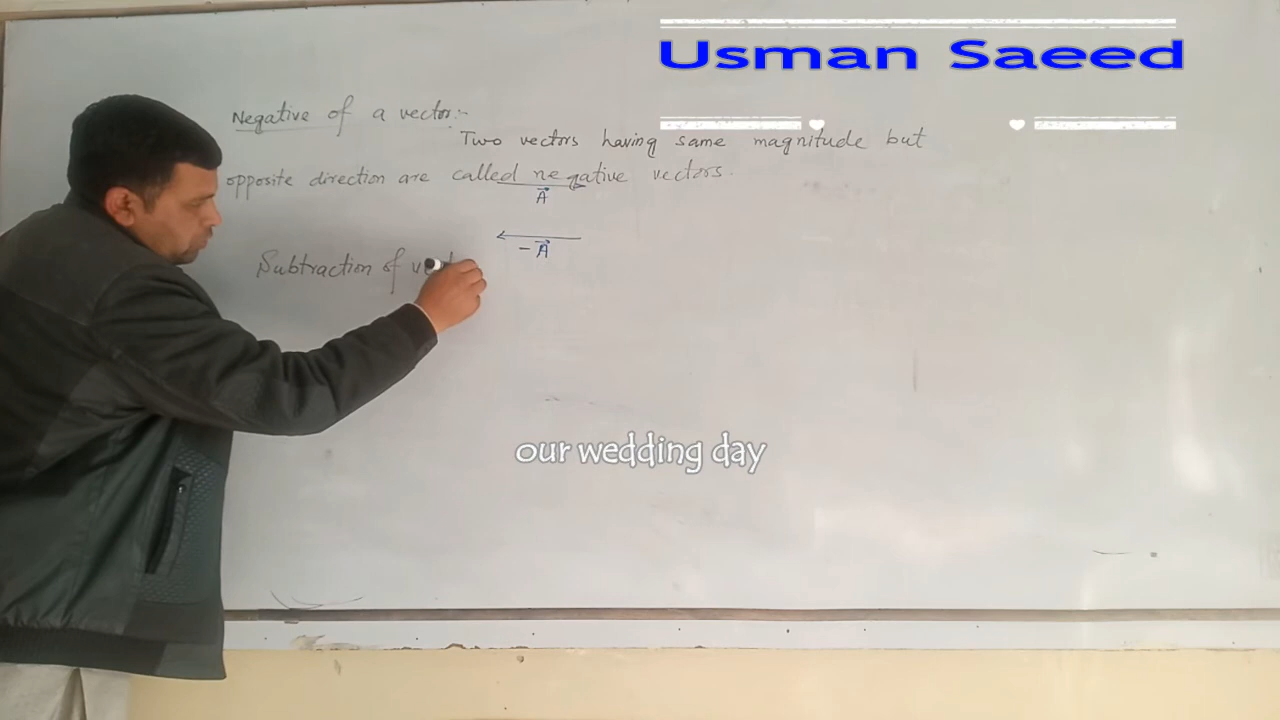 Usman Saeed
Negative of a vector:-
Two vectors having same magnitude but
opposite direction are called negative vectors.
A
- A
Subtraction of
our wedding day